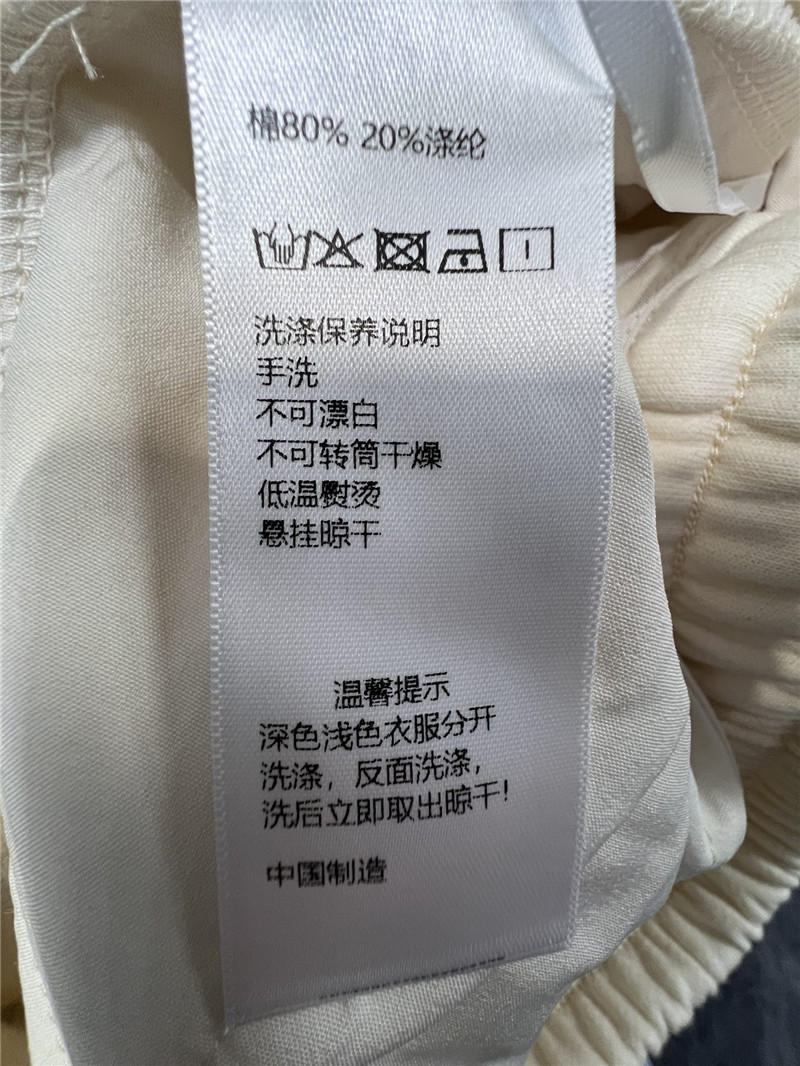 棉80% 20%涤纶
洗涤保养说明
手洗
不可漂白
不可转筒干燥
低温熨烫
悬挂晾干
温馨提示
深色浅色衣服分开
洗涤，反面洗涤，
洗后立即取出晾干！
中国制造